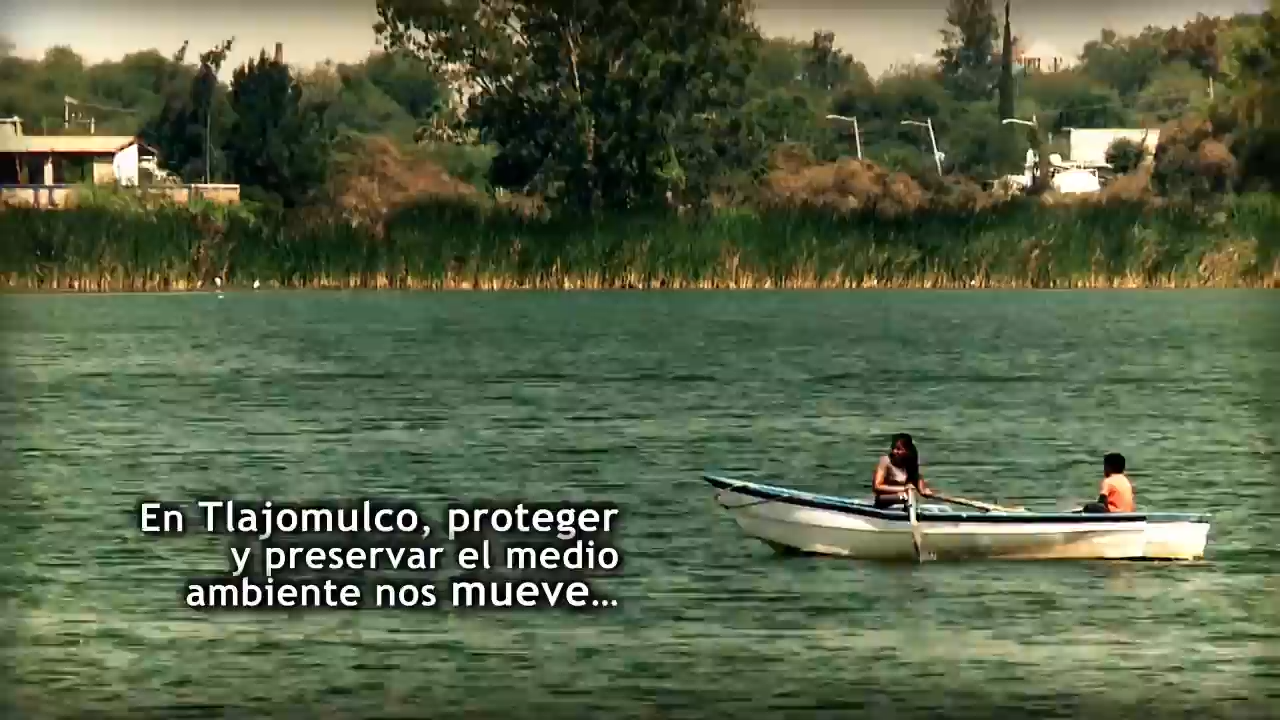 En Tlajomulco, proteger
y preservar el medio
ambiente nos mueve...